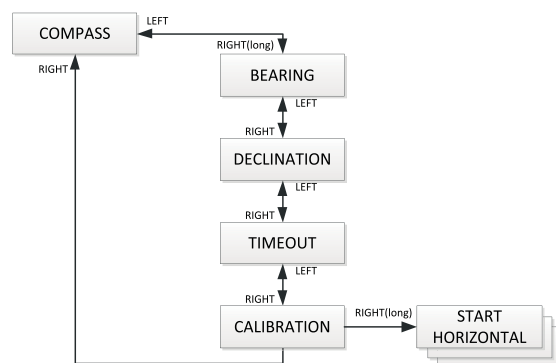 COMPASS
LEFT
RIGHT(long)
RIGHT
BEARING
LEFT
RIGHT
DECLINATION
LEFT
RIGHT
TIMEOUT
LEFT
RIGHT
CALIBRATION
RIGHT(long)
START
HORIZONTAL